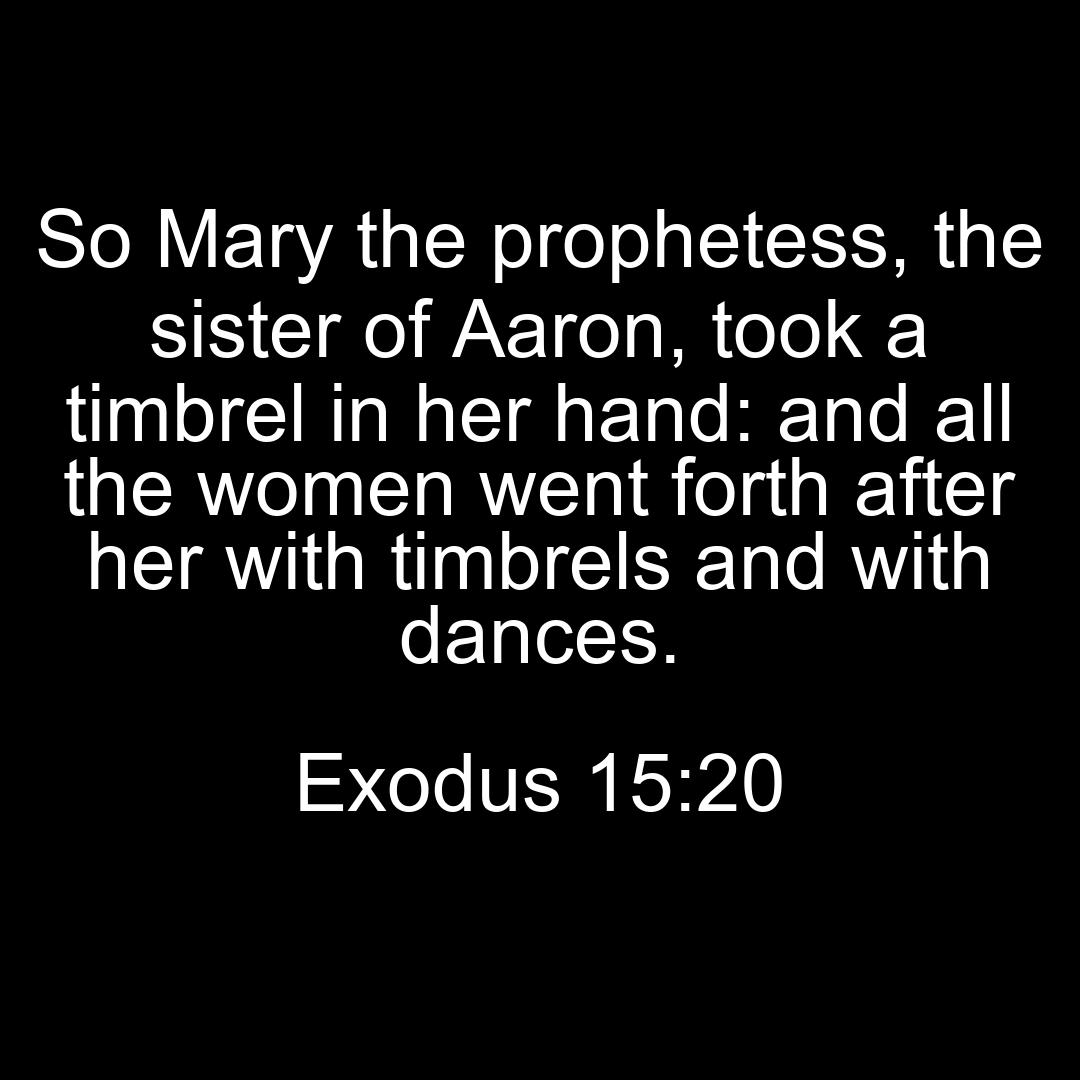 So Mary the prophetess, the
sister of Aaron, took a
timbrel in her hand: and all
the women went forth after
her with timbrels and with
dances.
Exodus 15:20